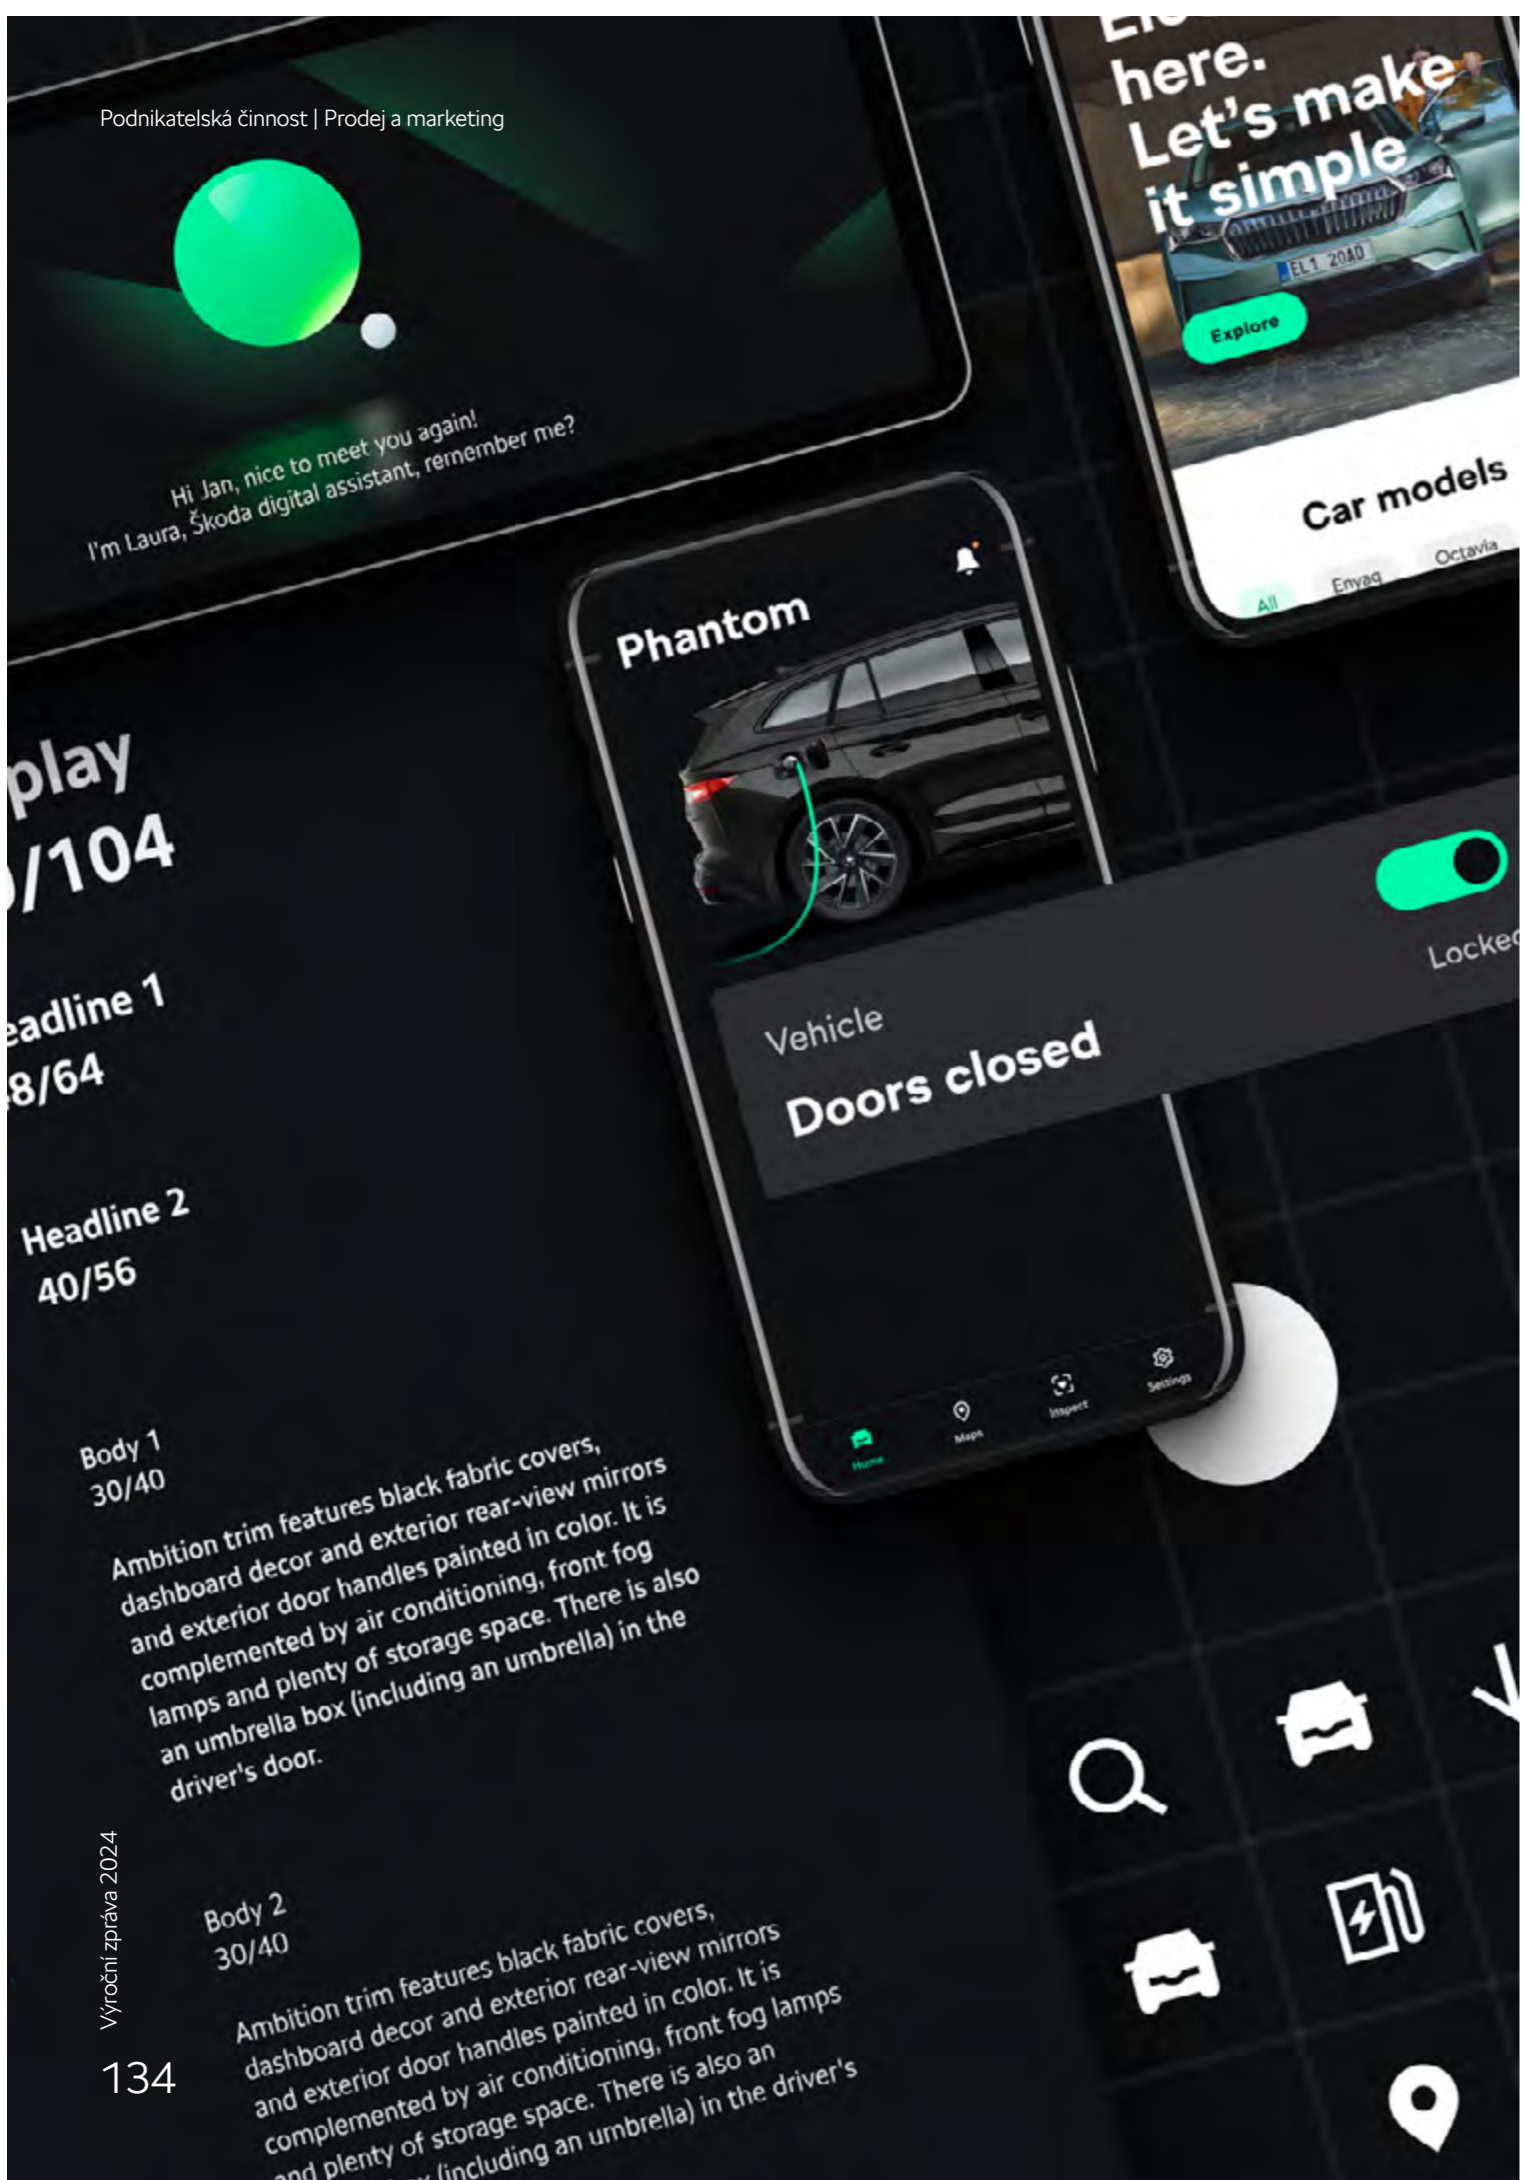 Podnikatelská činnost | Prodej a marketing
here.
Let's make
it simple
EL1 20AD
Explore
Car models
All
Enyaq
Octavia
Hi Jan, nice to meet you again!
I'm Laura, Škoda digital assistant, remember me?
Phantom
Vehicle
Doors closed
Locked
Home
Maps
Inspect
Settings
play
/104
eadline 1
8/64
Headline 2
40/56
Body 1
30/40
Ambition trim features black fabric covers,
dashboard decor and exterior rear-view mirrors
and exterior door handles painted in color. It is
complemented by air conditioning, front fog
lamps and plenty of storage space. There is also
an umbrella box (including an umbrella) in the
driver's door.
Body 2
30/40
Ambition trim features black fabric covers,
dashboard decor and exterior rear-view mirrors
and exterior door handles painted in color. It is
complemented by air conditioning, front fog lamps
and plenty of storage space. There is also an
(including an umbrella) in the driver's
Výroční zpráva 2024
134